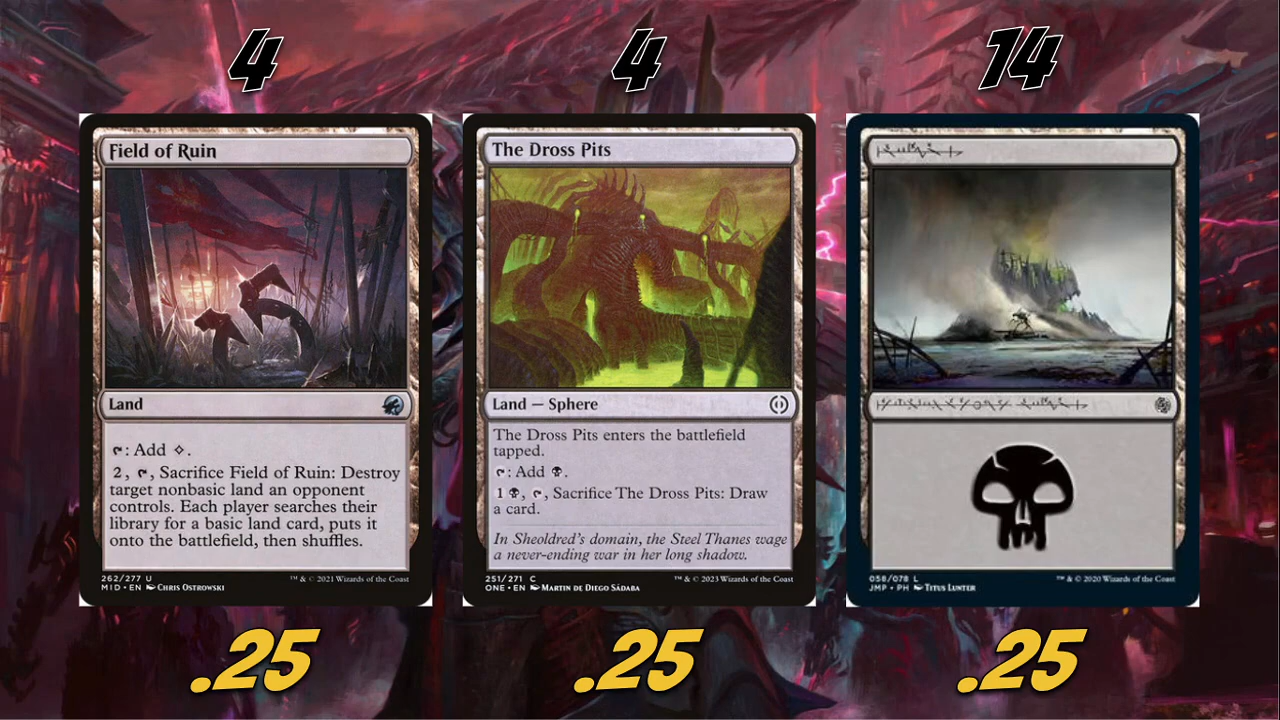 4
4
14
Field of Ruin
Land
: Add .
2, , Sacrifice Field of Ruin: Destroy
target nonbasic land an opponent
controls. Each player searches their
library for a basic land card, puts it
onto the battlefield, then shuffles.
262/277 U
MID • EN Chris Ostrowski
™ & © 2021 Wizards of the Coast
The Dross Pits
Land — Sphere
The Dross Pits enters the battlefield
tapped.
: Add .
1 , , Sacrifice The Dross Pits: Draw
a card.
In Sheoldred's domain, the Steel Thanes wage
a never-ending war in her long shadow.
251/271 C
ONE • EN Martin de Diego Sádaba
™ & © 2023 Wizards of the Coast
058/078 L
JMP • PH Titus Lunter
™ & © 2020 Wizards of the Coast
.25
.25
.25